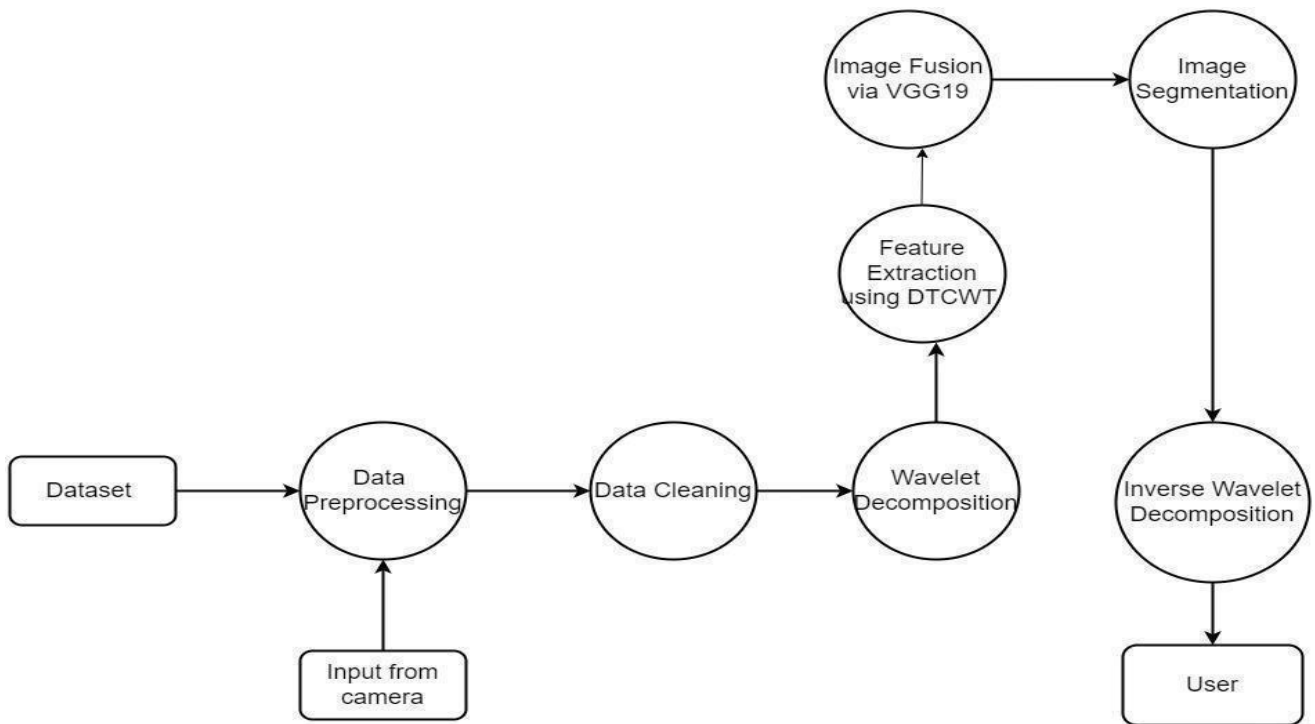 Image Fusion
via VGG19
Image
Segmentation
Feature
Extraction
using DTCWT
Dataset
Data
Preprocessing
Data Cleaning
Wavelet
Decomposition
Inverse Wavelet
Decomposition
Input from
camera
User